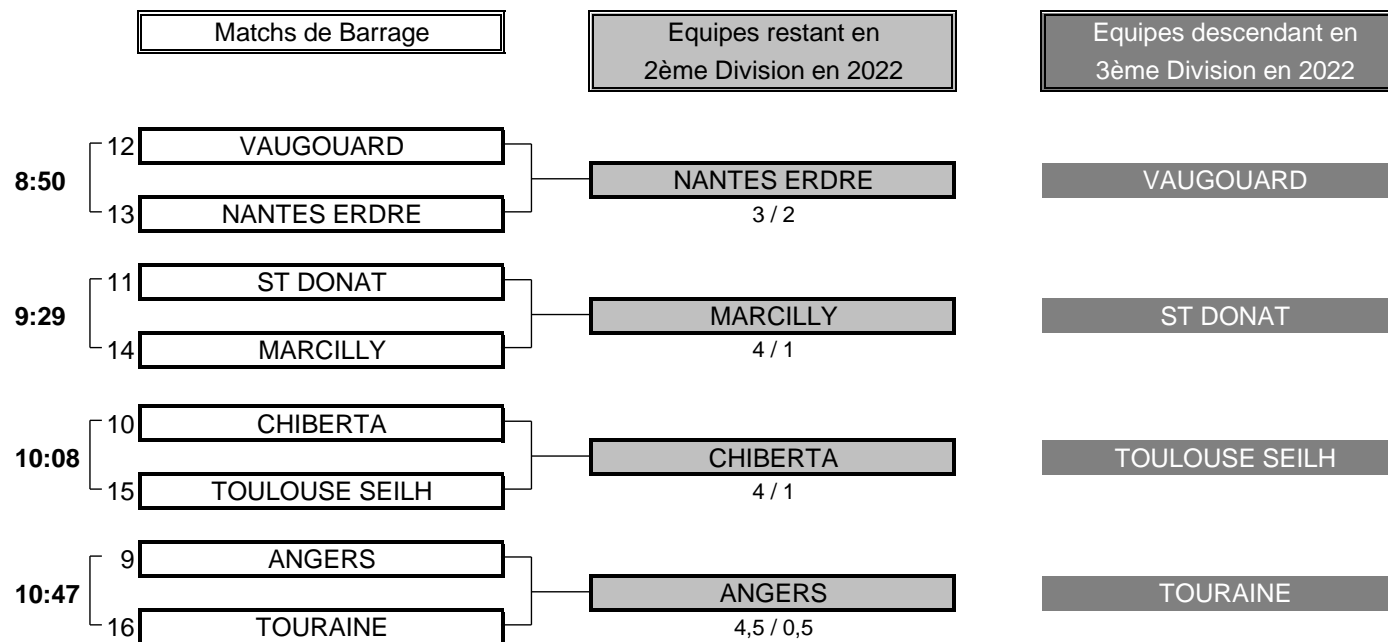 Matchs de Barrage
Equipes restant en
2ème Division en 2022
Equipes descendant en
3ème Division en 2022
8:50
12 VAUGOUARD
13 NANTES ERDRE
NANTES ERDRE
3 / 2
VAUGOUARD
9:29
11 ST DONAT
14 MARCILLY
MARCILLY
4 / 1
ST DONAT
10:08
10 CHIBERTA
15 TOULOUSE SEILH
CHIBERTA
4 / 1
TOULOUSE SEILH
10:47
9 ANGERS
16 TOURAINE
ANGERS
4,5 / 0,5
TOURAINE